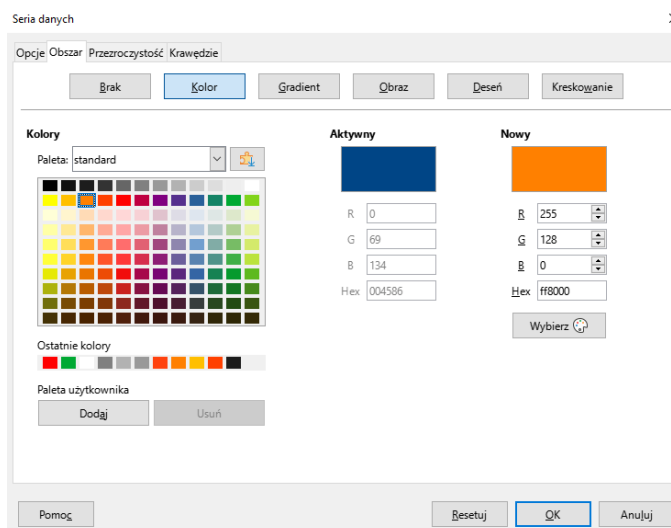 Seria danych
Opcje Obszar Przezroczystość Krawędzie
Brak Kolor Gradient Obraz Deseń Kreskowanie
Kolory
Paleta: standard
Ostatnie kolory
Paleta użytkownika
Dodaj Usuń
Aktywny
R 0
G 69
B 134
Hex 004586
Nowy
R 255
G 128
B 0
Hex ff8000
Wybierz
Pomoc Resetuj OK Anuluj